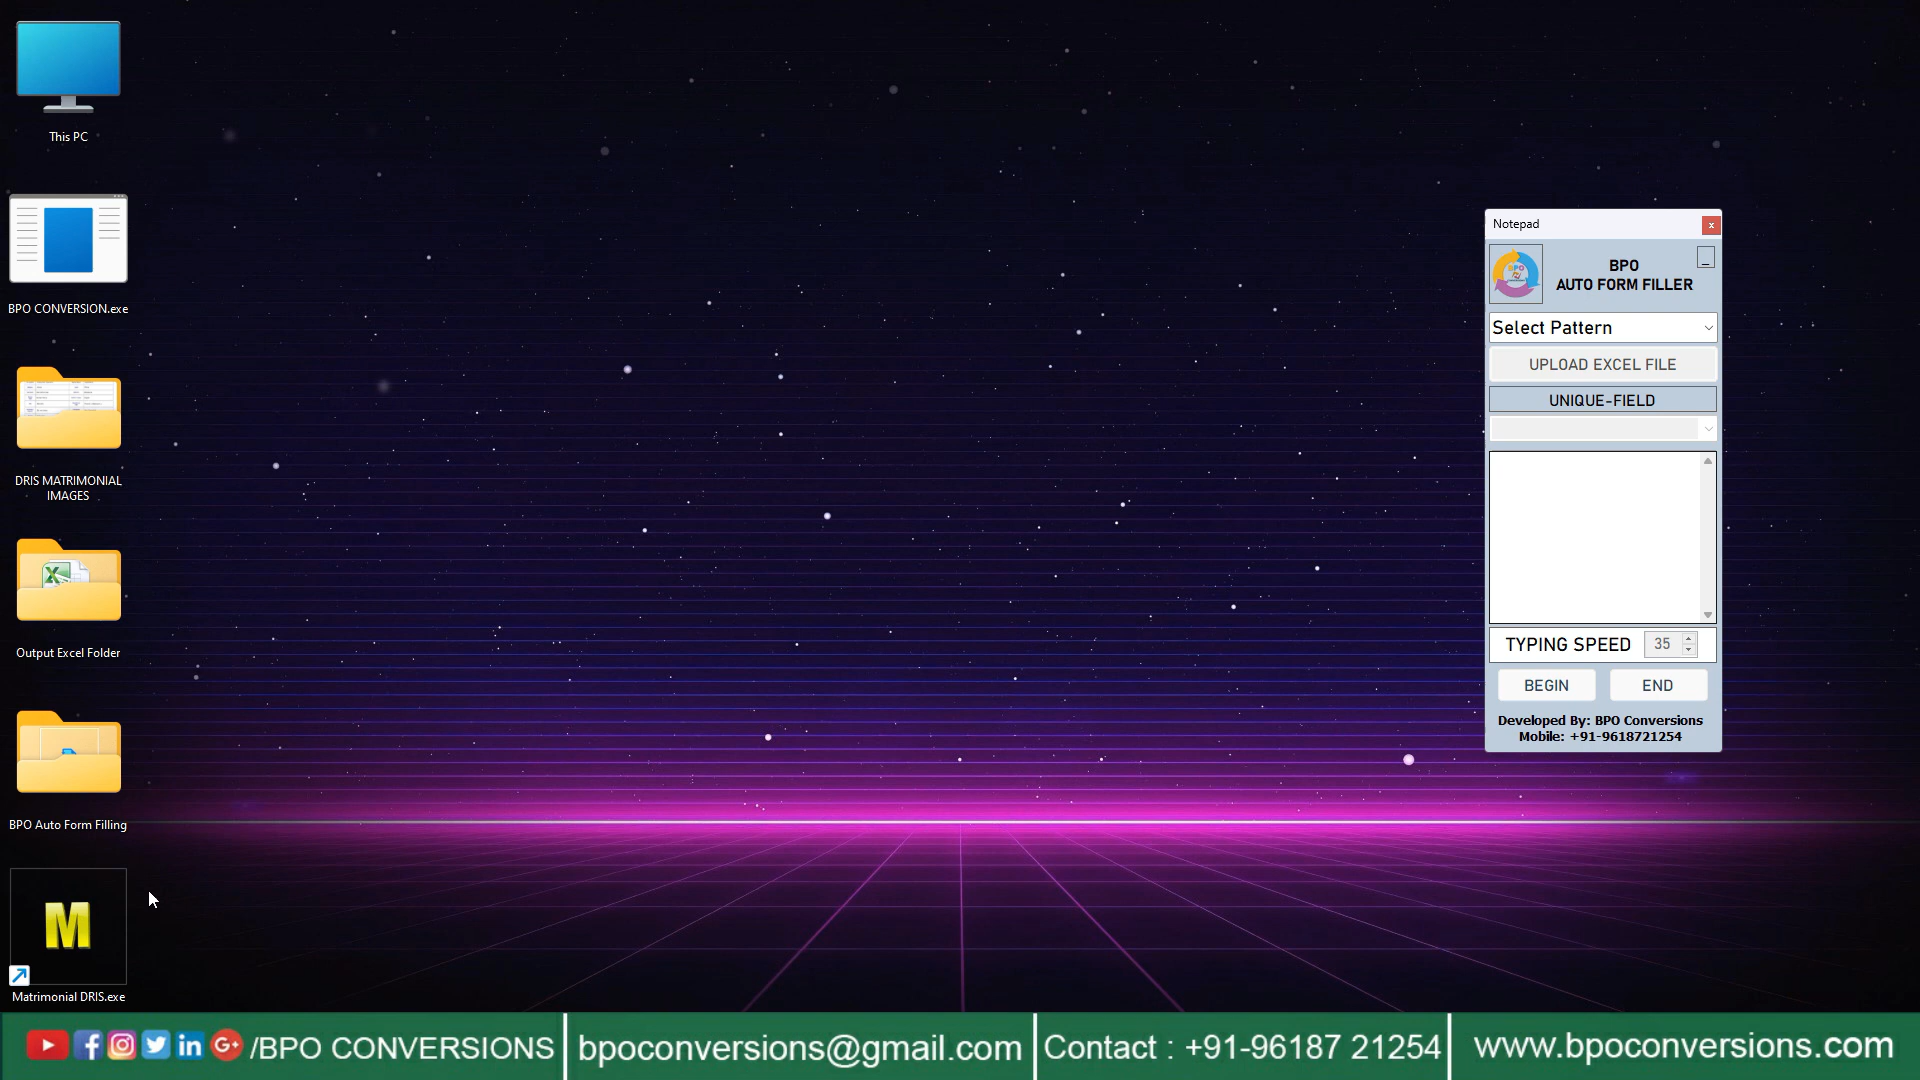 This PC
BPO CONVERSION.exe
DRIS MATRIMONIAL
IMAGES
Output Excel Folder
BPO Auto Form Filling
M
Matrimonial DRIS.exe
Notepad
x
BPO
BPO
AUTO FORM FILLER
_
Select Pattern
UPLOAD EXCEL FILE
UNIQUE-FIELD
TYPING SPEED 35
BEGIN END
Developed By: BPO Conversions
Mobile: +91-9618721254
/BPO CONVERSIONS
bpoconversions@gmail.com
Contact : +91-96187 21254
www.bpoconversions.com